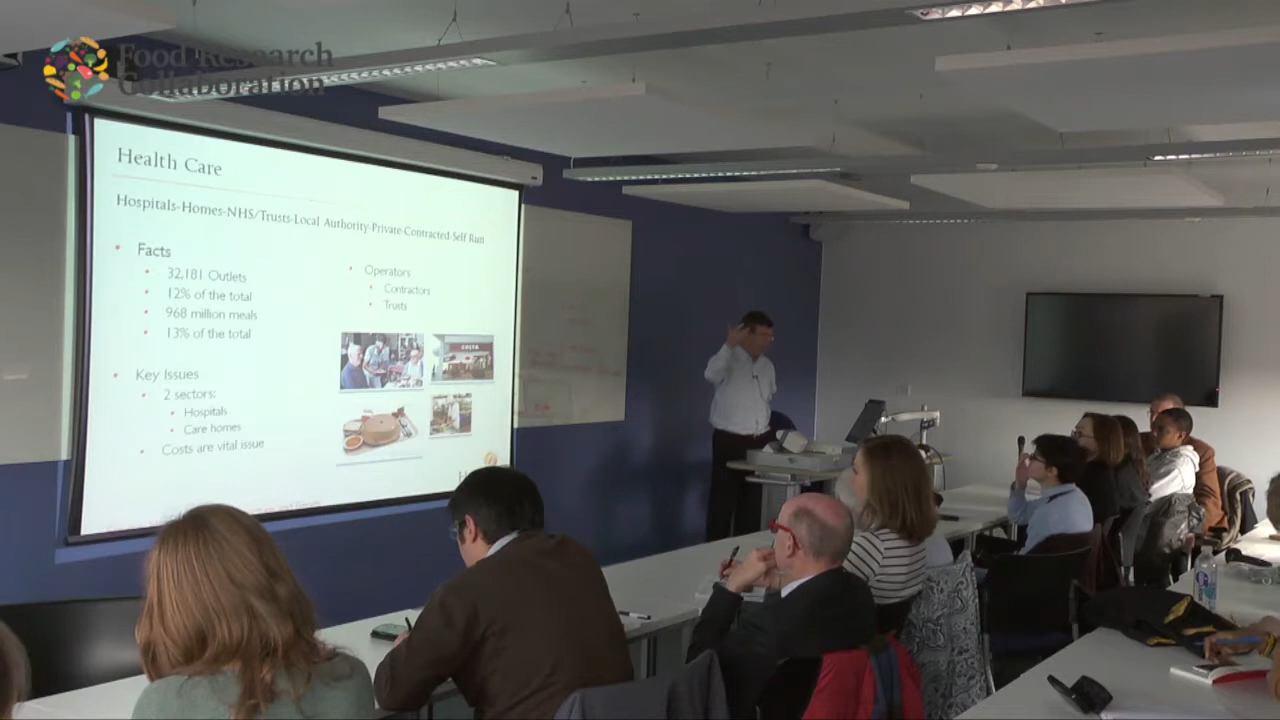 Food Research
Collaboration
Health Care
Hospitals-Homes-NHS/Trusts-Local Authority-Private-Contracted-Self Run
• Facts
• 32,181 Outlets
• 12% of the total
• 968 million meals
• 13% of the total
• Key Issues
• 2 sectors:
• Hospitals
• Care homes
• Costs are vital issue
• Operators
• Contractors
• Trusts
COSTA